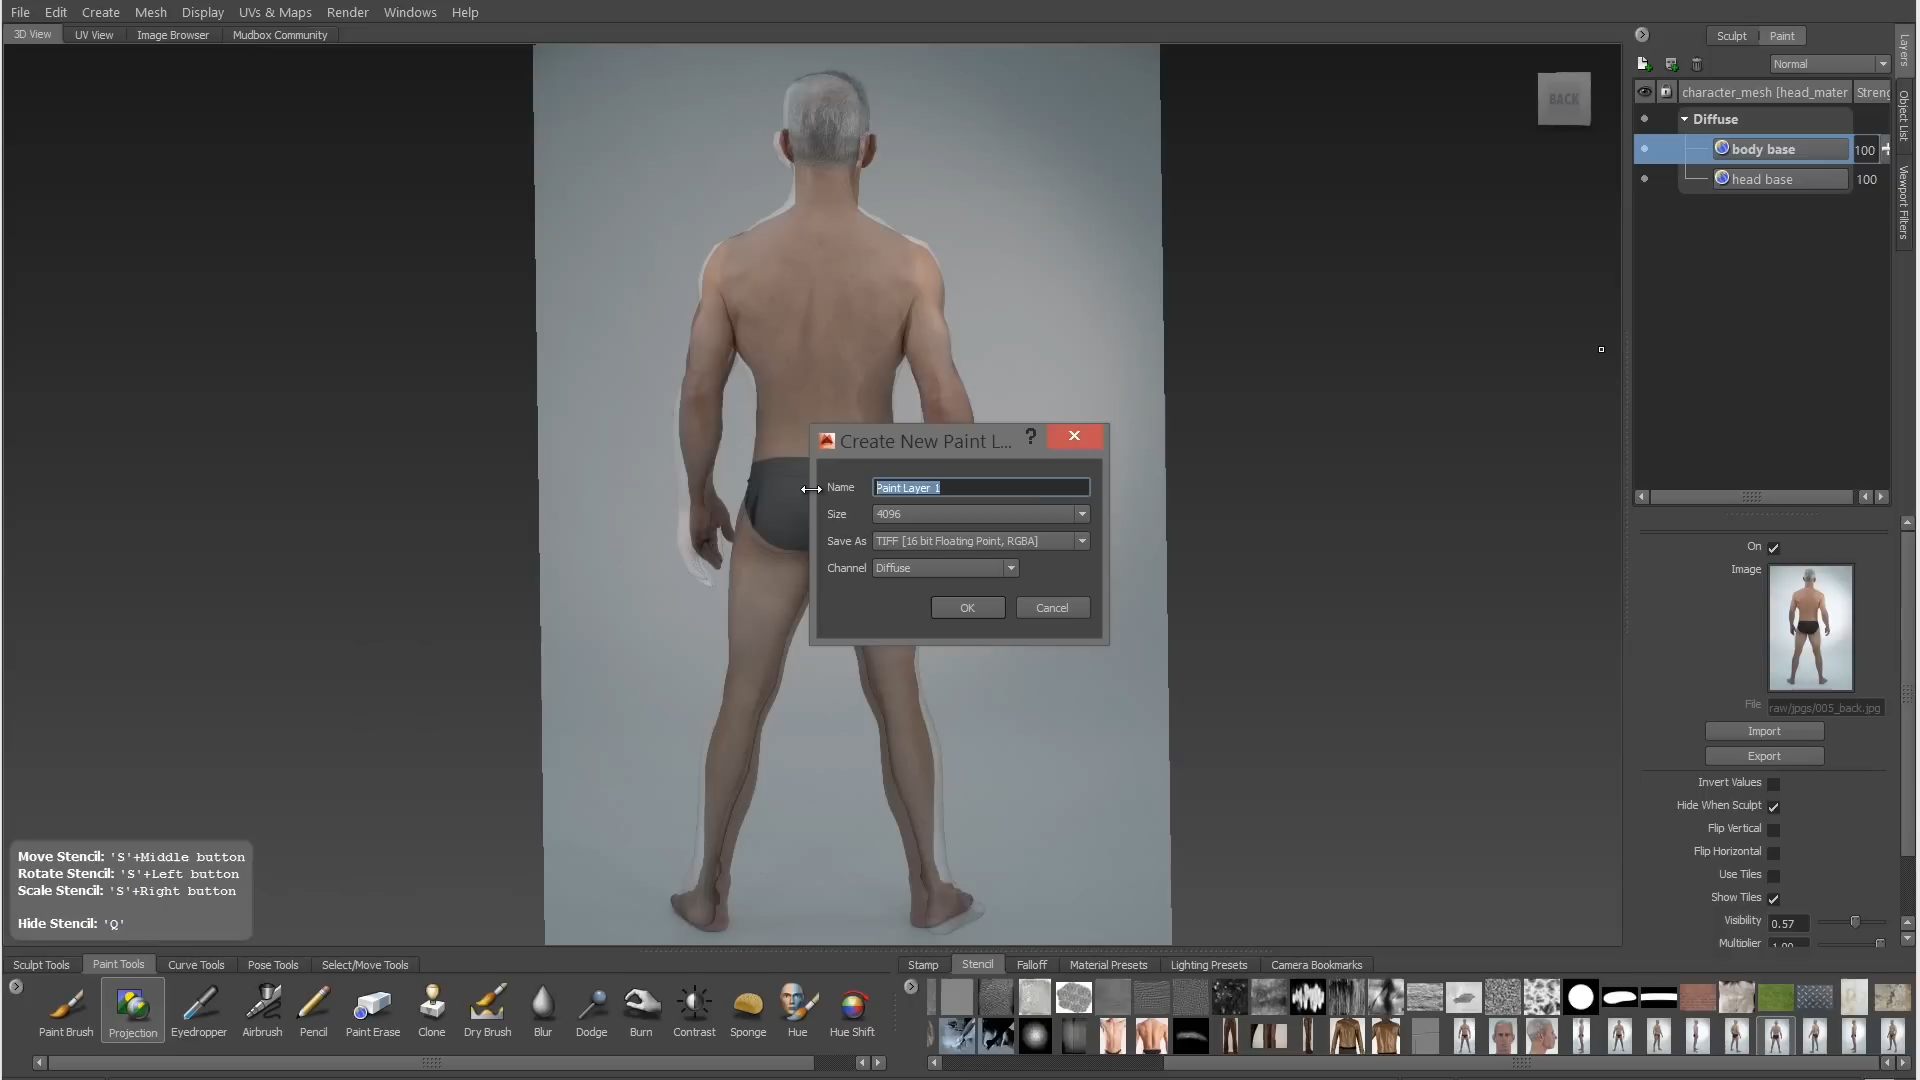 File Edit Create Mesh Display UVs & Maps Render Windows Help
3D View UV View Image Browser Mudbox Community
Sculpt Paint
Normal
character_mesh [head_mater Streng
Diffuse
body base 100
head base 100
Layers
Object List
Viewport Filters
BACK
Create New Paint L... ?
Name Paint Layer 1
Size 4096
Save As TIFF [16 bit Floating Point, RGBA]
Channel Diffuse
OK Cancel
On
Image
File raw/jpgs/005_back.jpg
Import
Export
Invert Values
Hide When Sculpt
Flip Vertical
Flip Horizontal
Use Tiles
Show Tiles
Visibility 0.57
Multiplier 1.00
Move Stencil: 'S'+Middle button
Rotate Stencil: 'S'+Left button
Scale Stencil: 'S'+Right button
Hide Stencil: 'Q'
Sculpt Tools Paint Tools Curve Tools Pose Tools Select/Move Tools
Paint Brush Projection Eyedropper Airbrush Pencil Paint Erase Clone Dry Brush Blur Dodge Burn Contrast Sponge Hue Hue Shift
Stamp Stencil Falloff Material Presets Lighting Presets Camera Bookmarks